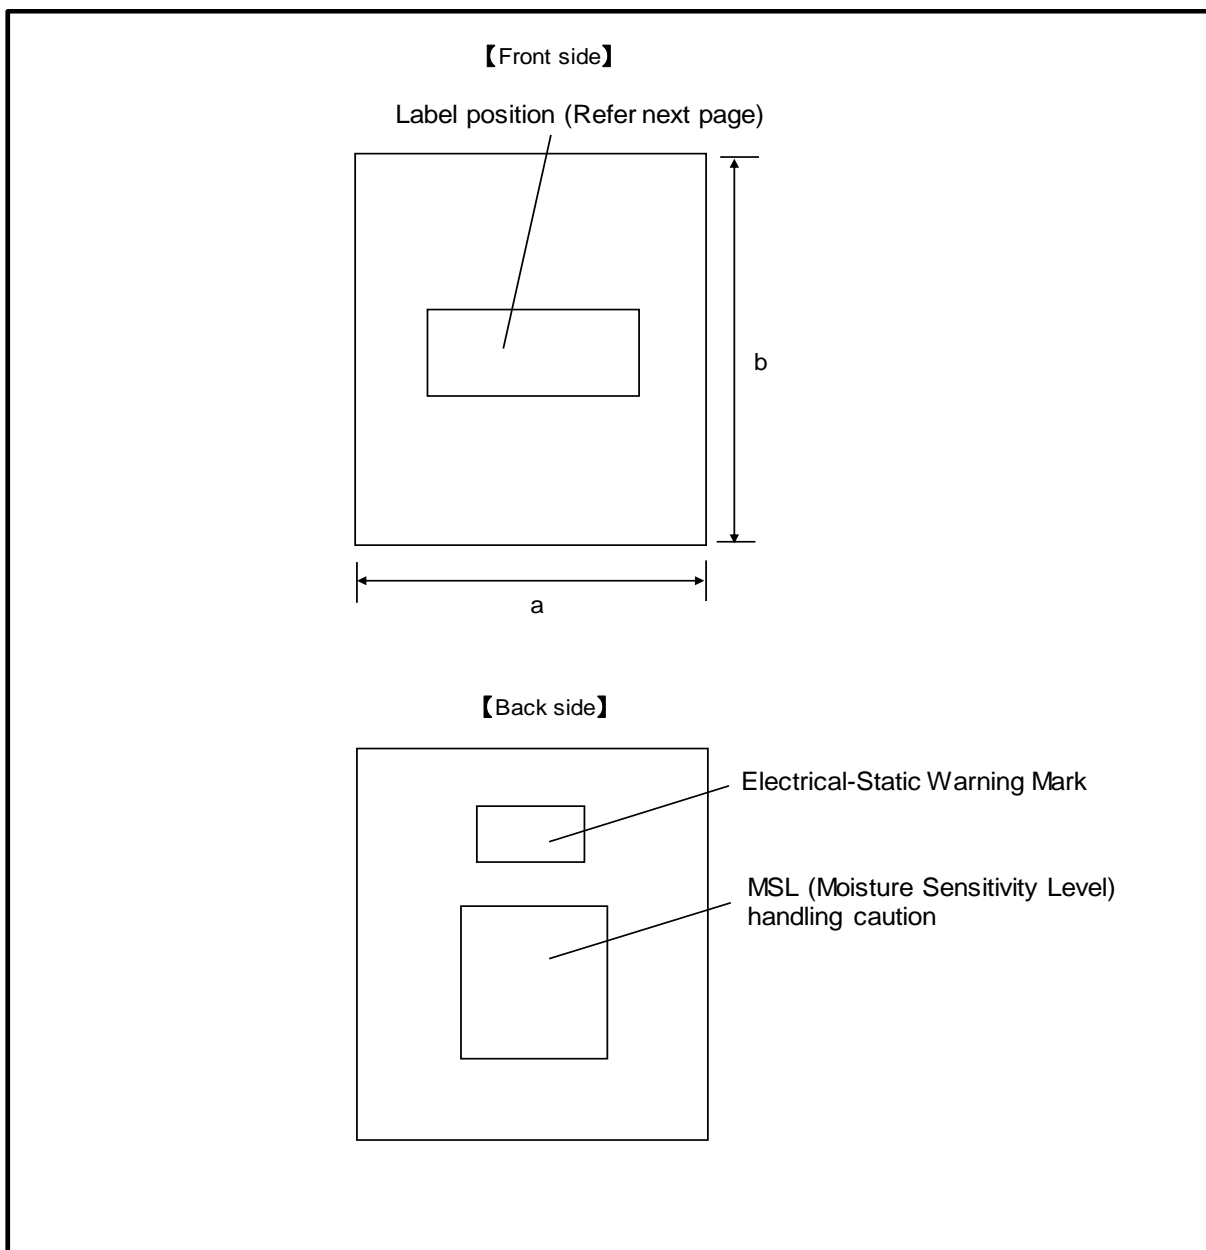 【Front side】
Label position (Refer next page)
b
a
【Back side】
Electrical-Static Warning Mark
MSL (Moisture Sensitivity Level)
handling caution